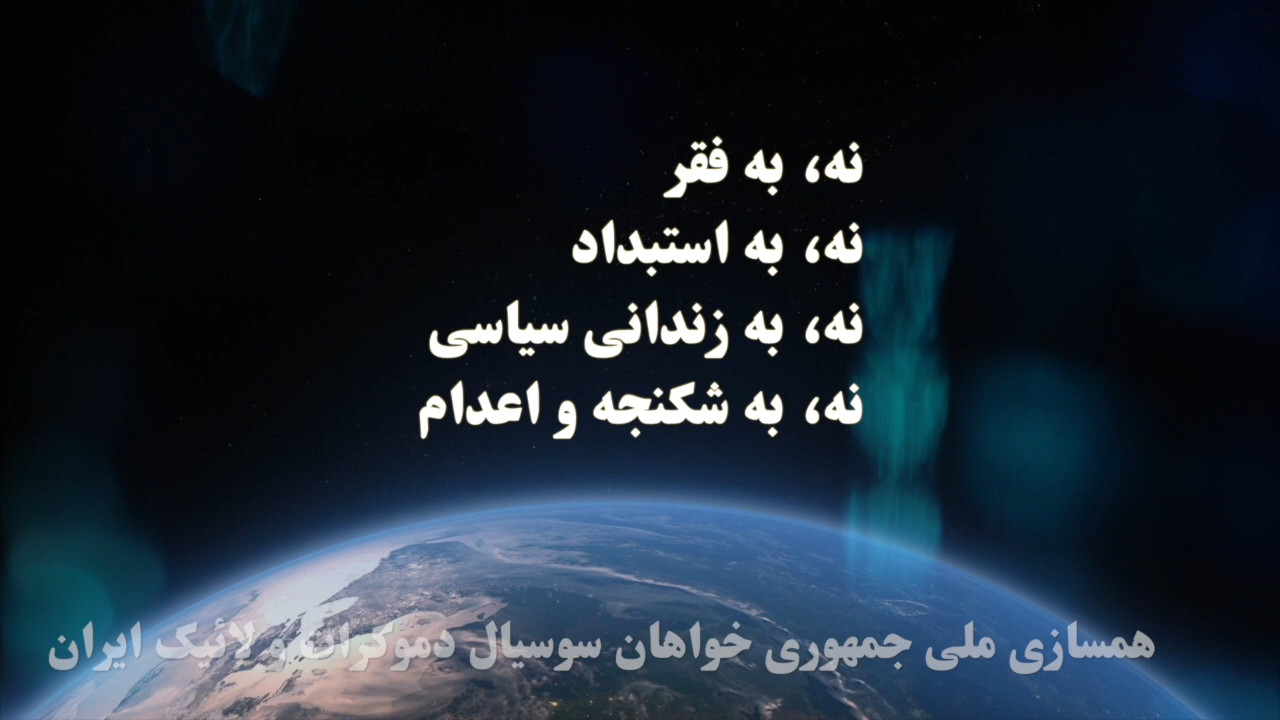 نه، به فقر
نه، به استبداد
نه، به زندانی سیاسی
نه، به شکنجه و اعدام
همسازی ملی جمهوری خواهان سوسیال دموکرات و لائیک ایران